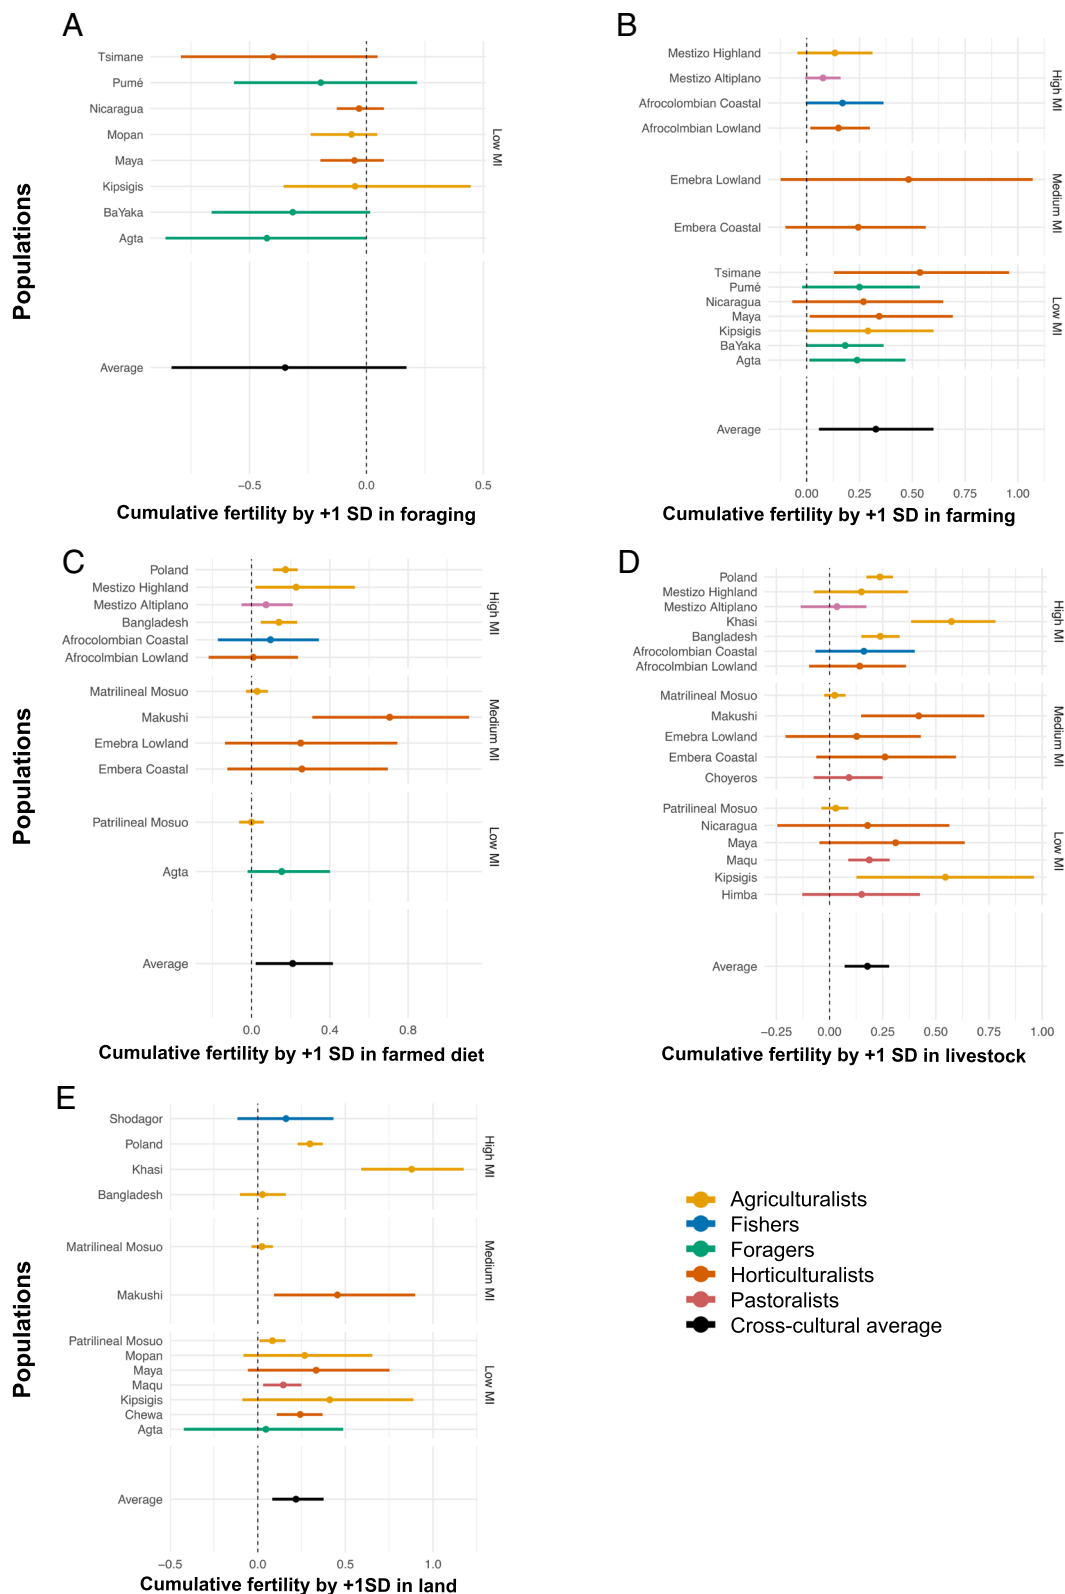 A
Populations
Tsimane
Pumé
Nicaragua
Mopan
Maya
Kipsigis
BaYaka
Agta
Low MI
Average
−0.5
0.0
0.5
Cumulative fertility by +1 SD in foraging
B
Mestizo Highland
Mestizo Altiplano
Afrocolombian Coastal
Afrocolmbian Lowland
High MI
Emebra Lowland
Embera Coastal
Medium MI
Tsimane
Pumé
Nicaragua
Maya
Kipsigis
BaYaka
Agta
Low MI
Average
0.00
0.25
0.50
0.75
1.00
Cumulative fertility by +1 SD in farming
C
Populations
Poland
Mestizo Highland
Mestizo Altiplano
Bangladesh
Afrocolombian Coastal
Afrocolmbian Lowland
High MI
Matrilineal Mosuo
Makushi
Emebra Lowland
Embera Coastal
Medium MI
Patrilineal Mosuo
Agta
Low MI
Average
0.0
0.4
0.8
Cumulative fertility by +1 SD in farmed diet
D
Poland
Mestizo Highland
Mestizo Altiplano
Khasi
Bangladesh
Afrocolombian Coastal
Afrocolmbian Lowland
High MI
Matrilineal Mosuo
Makushi
Emebra Lowland
Embera Coastal
Choyeros
Medium MI
Patrilineal Mosuo
Nicaragua
Maya
Maqu
Kipsigis
Himba
Low MI
Average
−0.25
0.00
0.25
0.50
0.75
1.00
Cumulative fertility by +1 SD in livestock
E
Populations
Shodagor
Poland
Khasi
Bangladesh
High MI
Matrilineal Mosuo
Makushi
Medium MI
Patrilineal Mosuo
Mopan
Maya
Maqu
Kipsigis
Chewa
Agta
Low MI
Average
−0.5
0.0
0.5
1.0
Cumulative fertility by +1SD in land
Agriculturalists
Fishers
Foragers
Horticulturalists
Pastoralists
Cross-cultural average